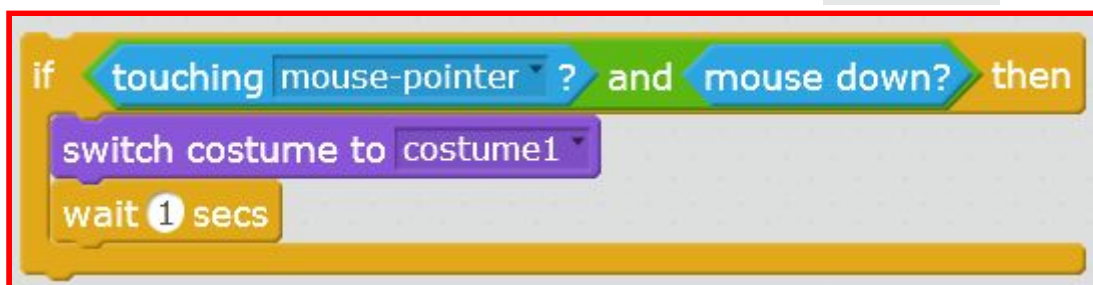 if touching mouse-pointer ? and mouse down? then
switch costume to costume1
wait 1 secs